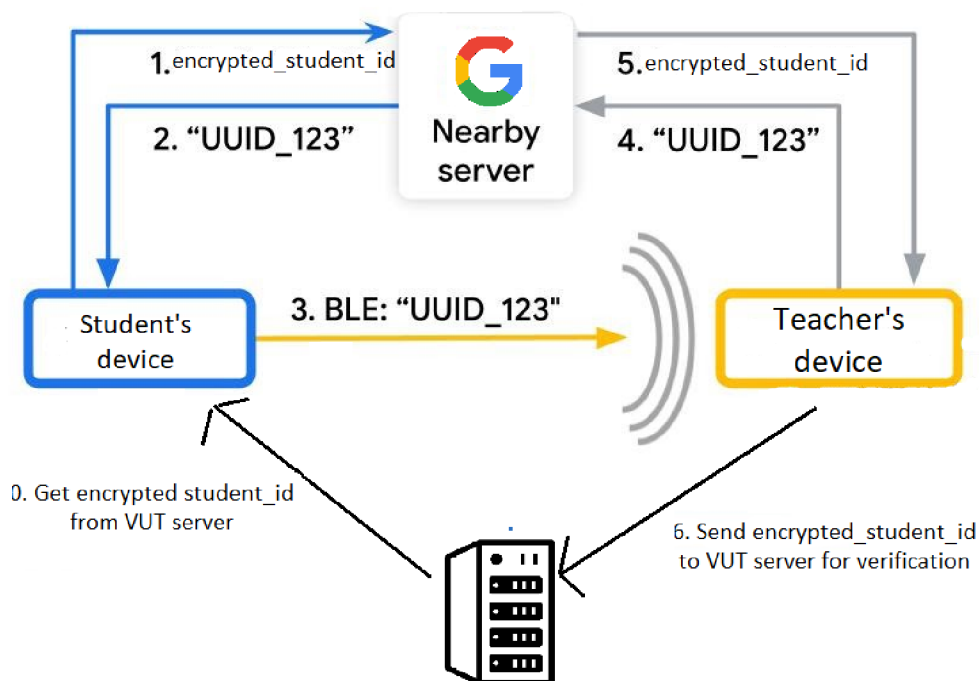 1. encrypted_student_id
5. encrypted_student_id
2. “UUID_123”
Nearby
server
4. “UUID_123”
3. BLE: “UUID_123"
Student's
device
Teacher's
device
0. Get encrypted student_id
from VUT server
6. Send encrypted_student_id
to VUT server for verification